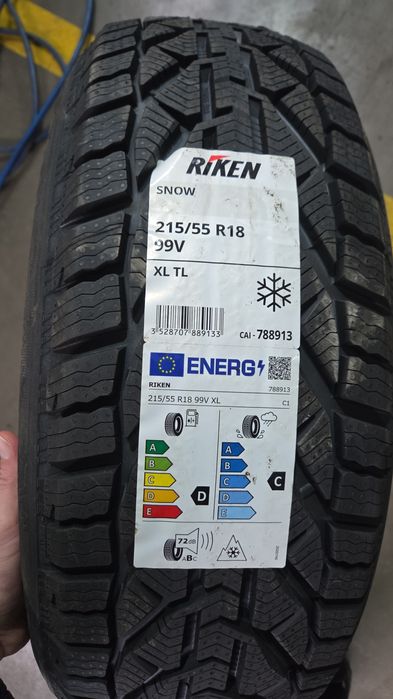 RIKEN
SNOW
215/55 R18
99V
XL TL
3 528707 889133
CAI - 788913
ENERG
RIKEN
788913
215/55 R18 99V XL
C1
A
B
C
D
E
D
A
B
C
D
E
C
72dB
ABC